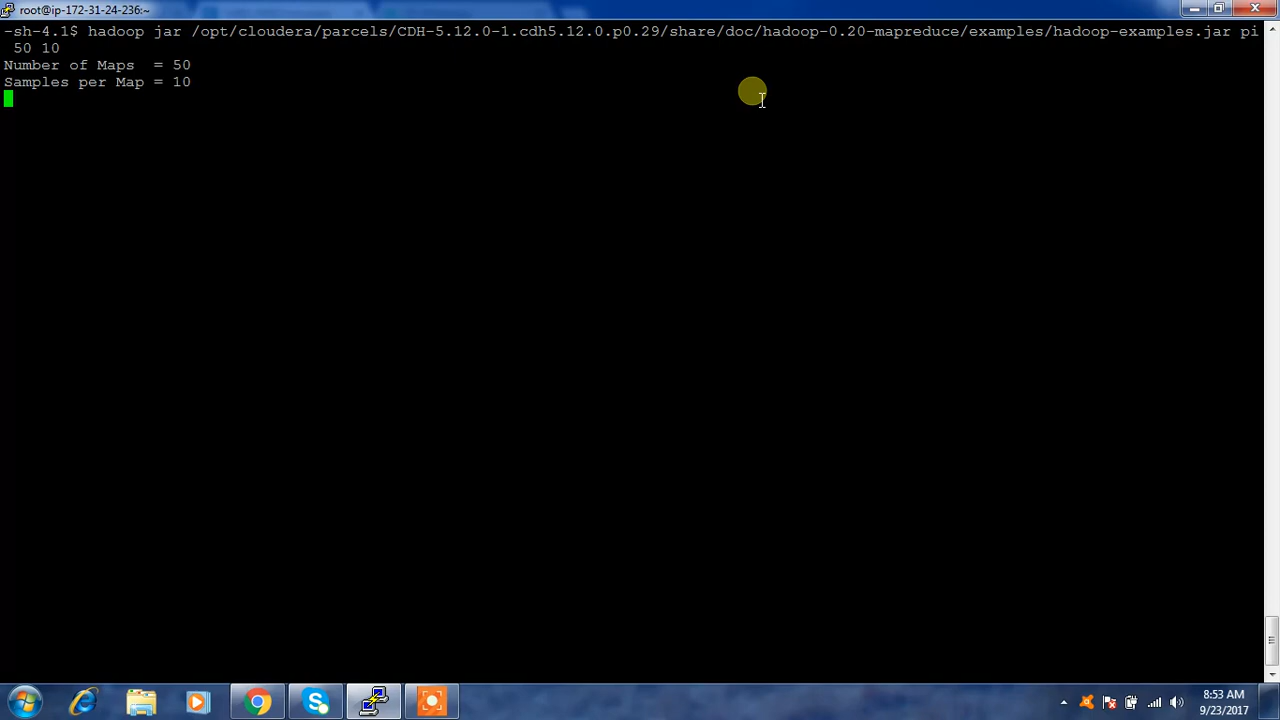 root@ip-172-31-24-236:~
-sh-4.1$ hadoop jar /opt/cloudera/parcels/CDH-5.12.0-1.cdh5.12.0.p0.29/share/doc/hadoop-0.20-mapreduce/examples/hadoop-examples.jar pi
50 10
Number of Maps  = 50
Samples per Map = 10
8:53 AM
9/23/2017